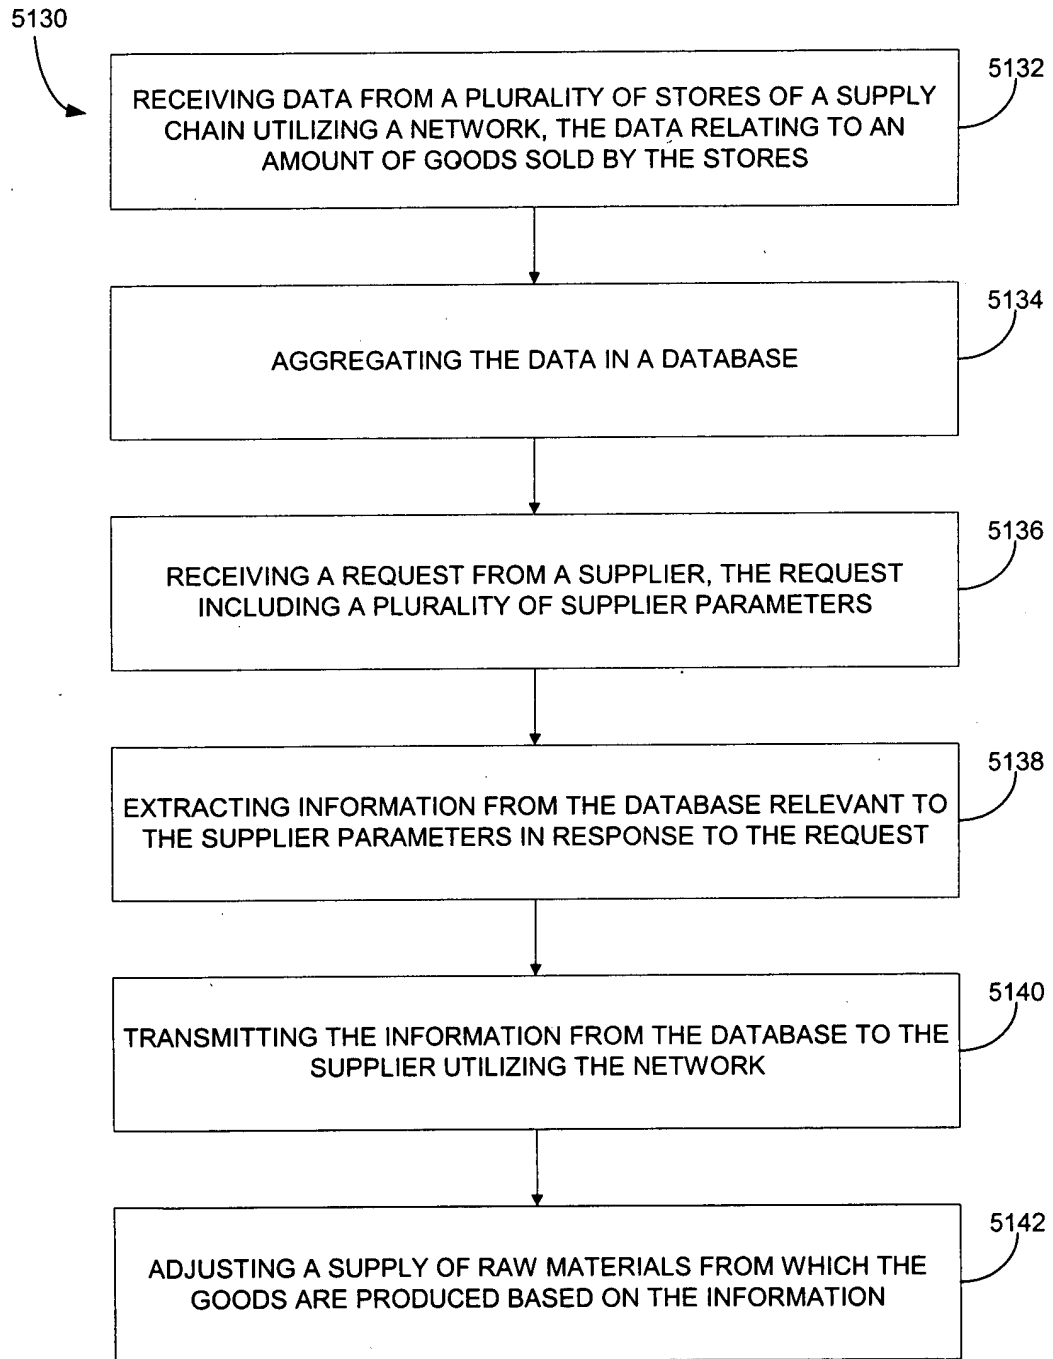 5130
5132
RECEIVING DATA FROM A PLURALITY OF STORES OF A SUPPLY
CHAIN UTILIZING A NETWORK, THE DATA RELATING TO AN
AMOUNT OF GOODS SOLD BY THE STORES
5134
AGGREGATING THE DATA IN A DATABASE
5136
RECEIVING A REQUEST FROM A SUPPLIER, THE REQUEST
INCLUDING A PLURALITY OF SUPPLIER PARAMETERS
5138
EXTRACTING INFORMATION FROM THE DATABASE RELEVANT TO
THE SUPPLIER PARAMETERS IN RESPONSE TO THE REQUEST
5140
TRANSMITTING THE INFORMATION FROM THE DATABASE TO THE
SUPPLIER UTILIZING THE NETWORK
5142
ADJUSTING A SUPPLY OF RAW MATERIALS FROM WHICH THE
GOODS ARE PRODUCED BASED ON THE INFORMATION